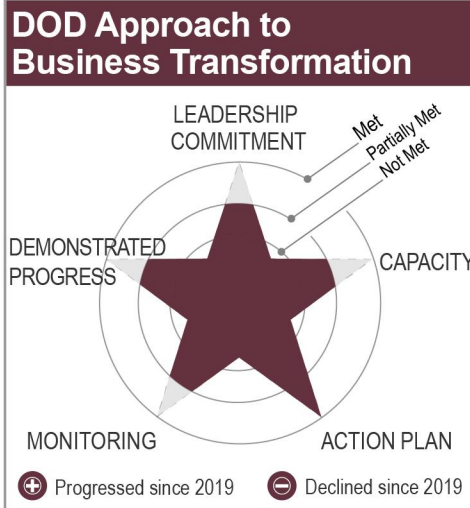 DOD Approach to
Business Transformation
LEADERSHIP
COMMITMENT
Met
Partially Met
Not Met
DEMONSTRATED
PROGRESS
CAPACITY
MONITORING
ACTION PLAN
+ Progressed since 2019
− Declined since 2019